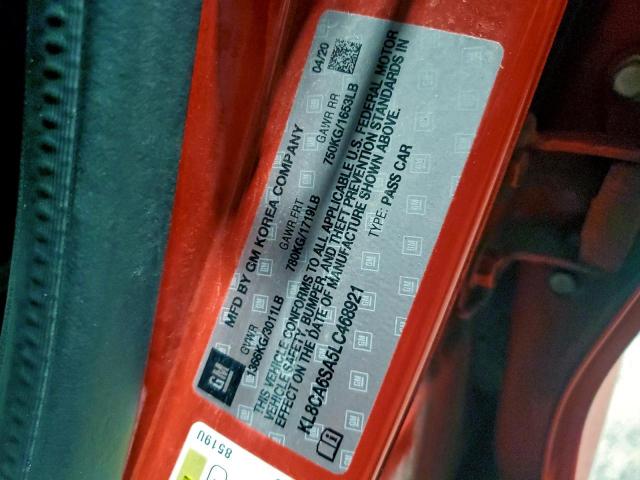 GM
MFD BY GM KOREA COMPANY
04/20
GVWR
GAWR FRT
GAWR RR
1366KG/3011LB
780KG/1719LB
750KG/1653LB
THIS VEHICLE CONFORMS TO ALL APPLICABLE U.S. FEDERAL MOTOR
VEHICLE SAFETY, BUMPER, AND THEFT PREVENTION STANDARDS IN
EFFECT ON THE DATE OF MANUFACTURE SHOWN ABOVE.
TYPE: PASS CAR
KL8CA6SA5LC468921
85519U